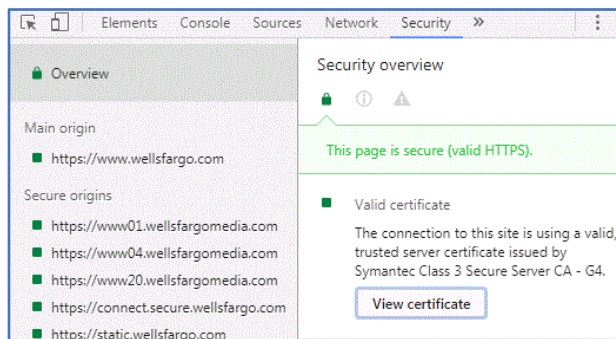 Elements Console Sources Network Security »
Overview
Main origin
https://www.wellsfargo.com
Secure origins
https://www01.wellsfargomedia.com
https://www04.wellsfargomedia.com
https://www20.wellsfargomedia.com
https://connect.secure.wellsfargo.com
https://static.wellsfargo.com
Security overview
This page is secure (valid HTTPS).
Valid certificate
The connection to this site is using a valid,
trusted server certificate issued by
Symantec Class 3 Secure Server CA - G4.
View certificate